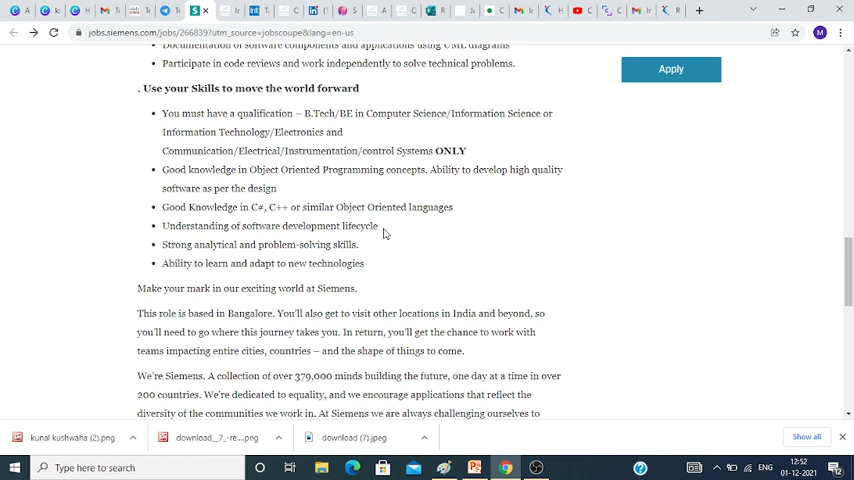 jobs.siemens.com/jobs/266839?utm_source=jobscoupe&lang=en-us
Documentation of software components and applications using UML diagrams
• Participate in code reviews and work independently to solve technical problems.
Apply
. Use your Skills to move the world forward
• You must have a qualification – B.Tech/BE in Computer Science/Information Science or
Information Technology/Electronics and
Communication/Electrical/Instrumentation/control Systems ONLY
• Good knowledge in Object Oriented Programming concepts. Ability to develop high quality
software as per the design
• Good Knowledge in C#, C++ or similar Object Oriented languages
• Understanding of software development lifecycle
• Strong analytical and problem-solving skills.
• Ability to learn and adapt to new technologies
Make your mark in our exciting world at Siemens.
This role is based in Bangalore. You'll also get to visit other locations in India and beyond, so
you'll need to go where this journey takes you. In return, you'll get the chance to work with
teams impacting entire cities, countries – and the shape of things to come.
We're Siemens. A collection of over 379,000 minds building the future, one day at a time in over
200 countries. We're dedicated to equality, and we encourage applications that reflect the
diversity of the communities we work in. At Siemens we are always challenging ourselves to
kunal kushwaha (2).png
download__7_-re....png
download (7).jpeg
Show all
Type here to search
ENG
12:52
01-12-2021
12